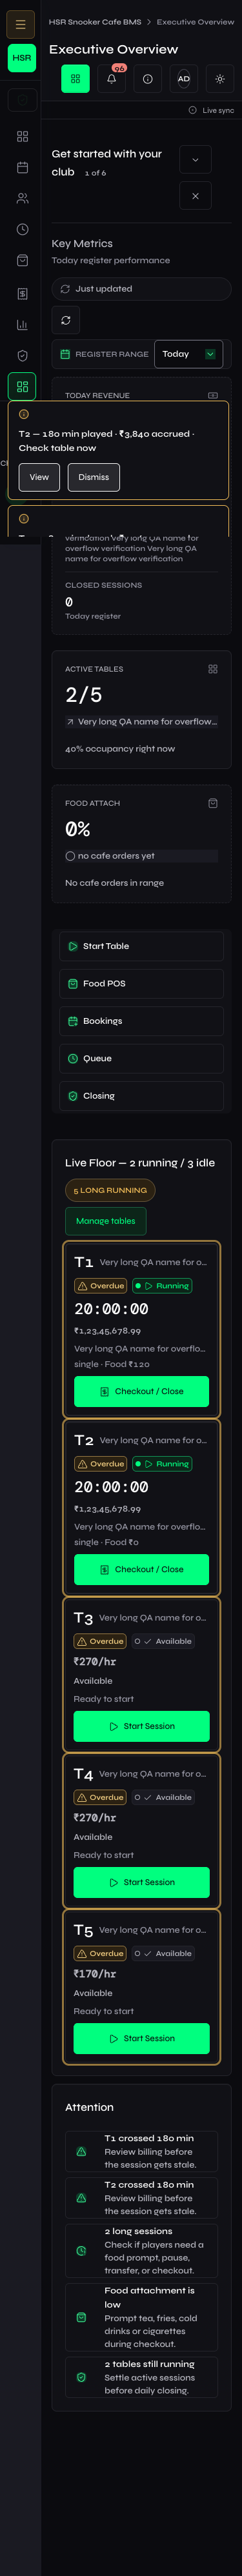 HSR Snooker Cafe BMS > Executive Overview
HSR
Executive Overview
96
AD
Live sync
Get started with your
club 1 of 6
Key Metrics
Today register performance
Just updated
REGISTER RANGE Today
TODAY REVENUE
T2 — 180 min played · ₹3,840 accrued ·
Check table now
View Dismiss
verification Very long QA name for
overflow verification Very long QA
name for overflow verification
CLOSED SESSIONS
0
Today register
ACTIVE TABLES
2/5
Very long QA name for overflow...
40% occupancy right now
FOOD ATTACH
0%
no cafe orders yet
No cafe orders in range
Start Table
Food POS
Bookings
Queue
Closing
Live Floor — 2 running / 3 idle
5 LONG RUNNING
Manage tables
T1 Very long QA name for o...
Overdue Running
20:00:00
₹1,23,45,678.99
Very long QA name for overflo...
single · Food ₹120
Checkout / Close
T2 Very long QA name for o...
Overdue Running
20:00:00
₹1,23,45,678.99
Very long QA name for overflo...
single · Food ₹0
Checkout / Close
T3 Very long QA name for o...
Overdue Available
₹270/hr
Available
Ready to start
Start Session
T4 Very long QA name for o...
Overdue Available
₹270/hr
Available
Ready to start
Start Session
T5 Very long QA name for o...
Overdue Available
₹170/hr
Available
Ready to start
Start Session
Attention
T1 crossed 180 min
Review billing before
the session gets stale.
T2 crossed 180 min
Review billing before
the session gets stale.
2 long sessions
Check if players need a
food prompt, pause,
transfer, or checkout.
Food attachment is
low
Prompt tea, fries, cold
drinks or cigarettes
during checkout.
2 tables still running
Settle active sessions
before daily closing.